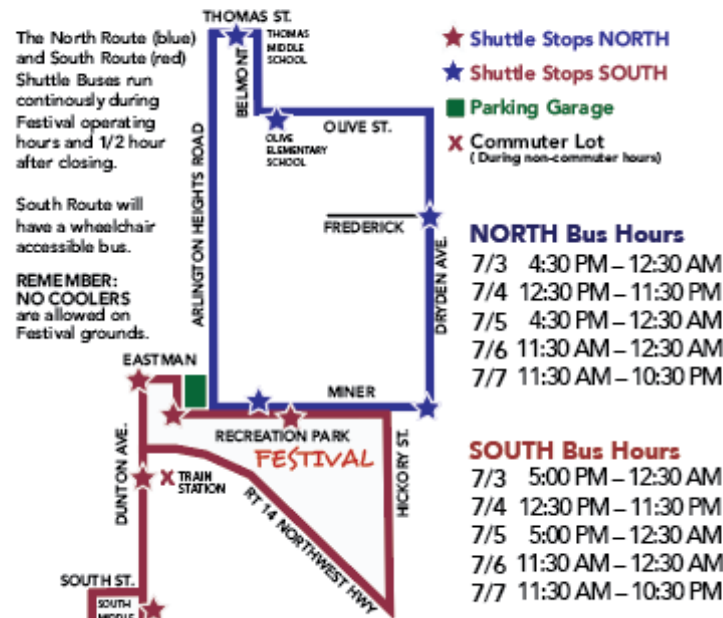 The North Route (blue)
and South Route (red)
Shuttle Buses run
continously during
Festival operating
hours and 1/2 hour
after closing.
South Route will
have a wheelchair
accessible bus.
REMEMBER:
NO COOLERS
are allowed on
Festival grounds.
THOMAS ST.
THOMAS
MIDDLE
SCHOOL
BELMONT
OLIVE ST.
OLIVE
ELEMENTARY
SCHOOL
ARLINGTON HEIGHTS ROAD
FREDERICK
DRYDEN AVE.
EASTMAN
MINER
RECREATION PARK
FESTIVAL
HICKORY ST.
DUNTON AVE.
X TRAIN
STATION
RT 14 NORTHWEST HWY
SOUTH ST.
SOUTH
MIDDLE
Shuttle Stops NORTH
Shuttle Stops SOUTH
Parking Garage
X Commuter Lot
( During non-commuter hours)
NORTH Bus Hours
7/3 4:30 PM – 12:30 AM
7/4 12:30 PM – 11:30 PM
7/5 4:30 PM – 12:30 AM
7/6 11:30 AM – 12:30 AM
7/7 11:30 AM – 10:30 PM
SOUTH Bus Hours
7/3 5:00 PM – 12:30 AM
7/4 12:30 PM – 11:30 PM
7/5 5:00 PM – 12:30 AM
7/6 11:30 AM – 12:30 AM
7/7 11:30 AM – 10:30 PM